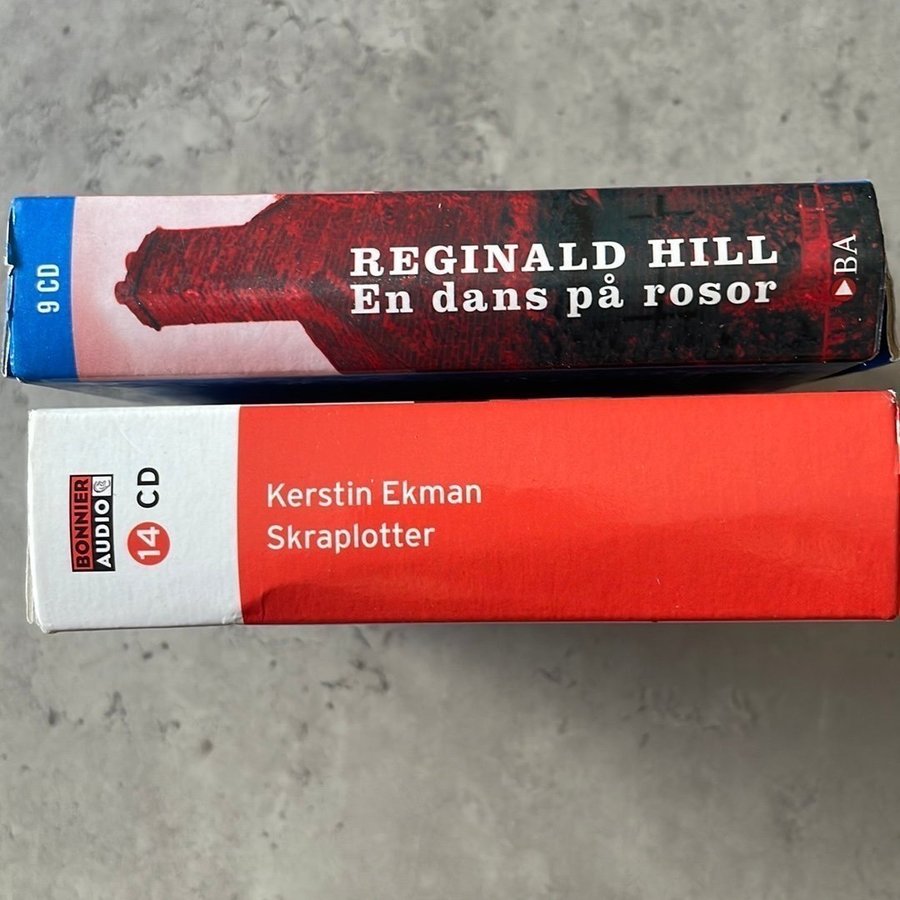 9 CD
REGINALD HILL
En dans på rosor
BA
BONNIER
AUDIO
14 CD
Kerstin Ekman
Skraplotter